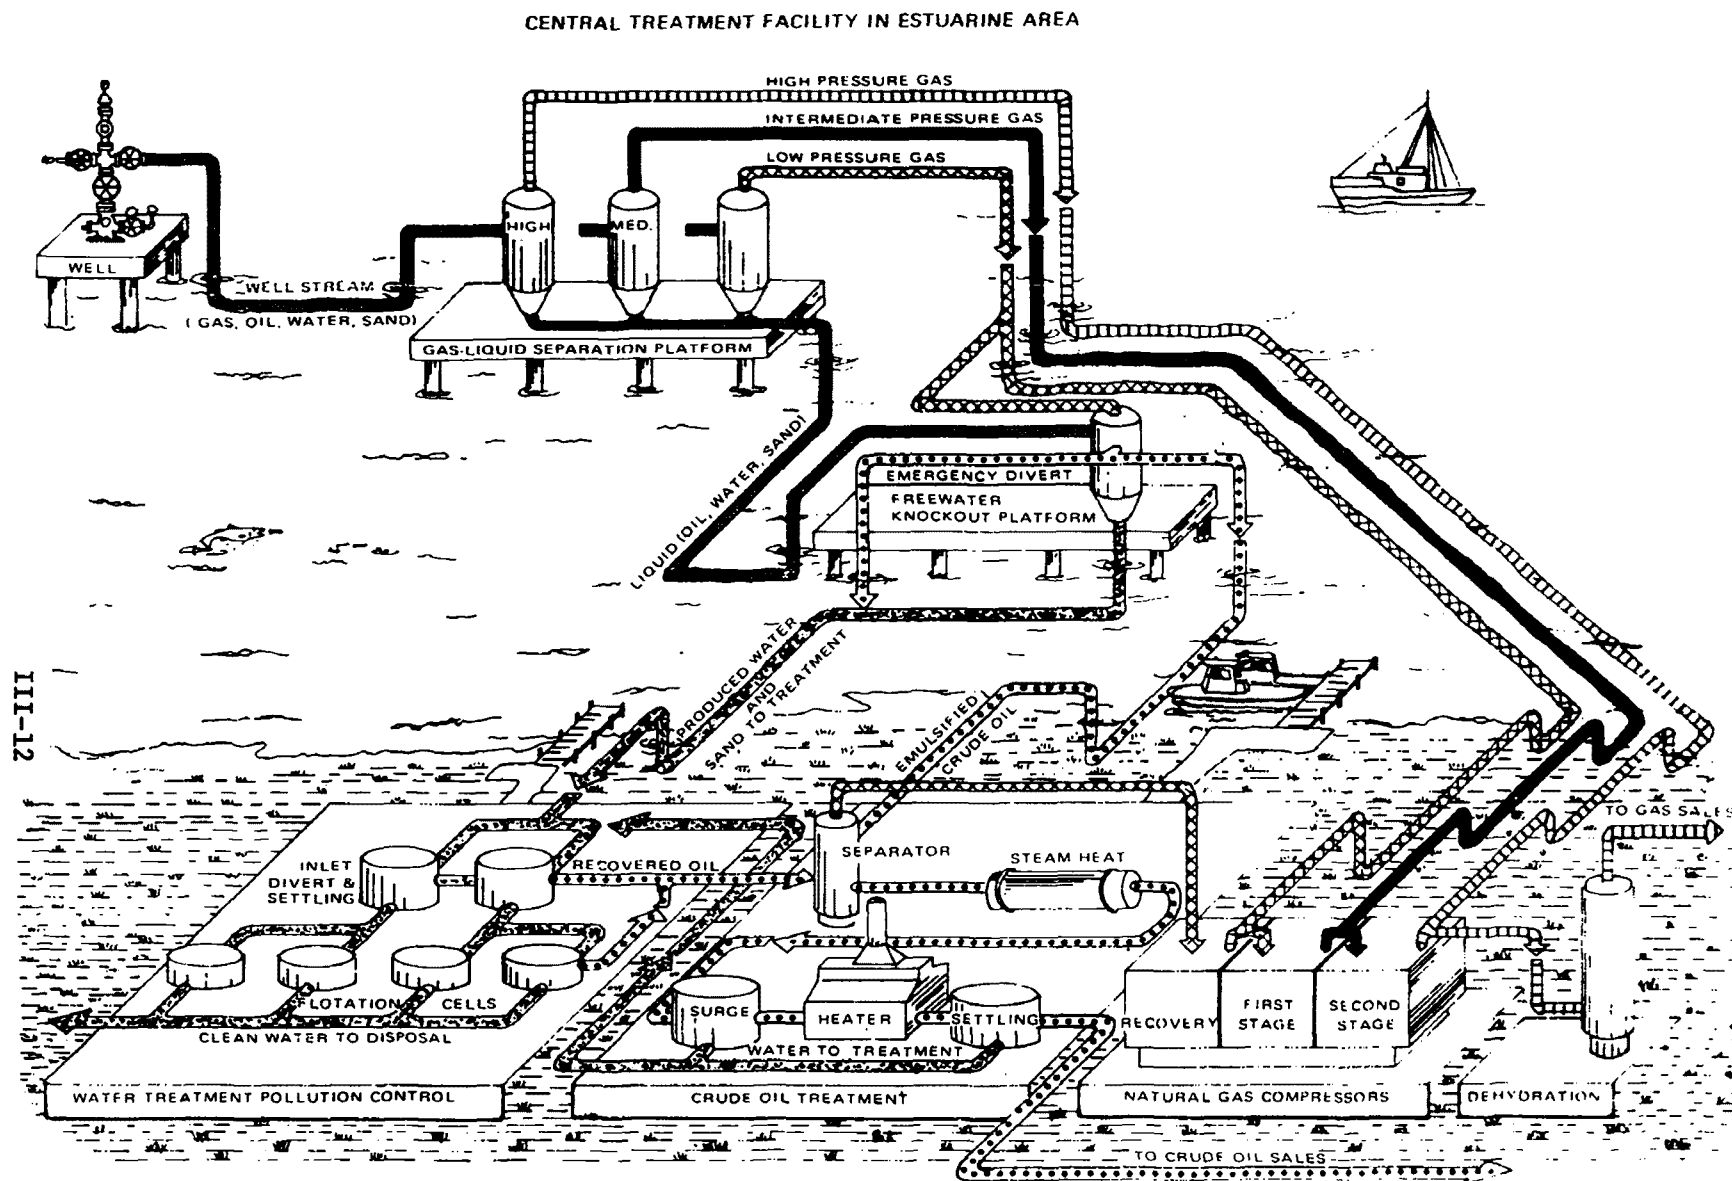 CENTRAL TREATMENT FACILITY IN ESTUARINE AREA
HIGH PRESSURE GAS
INTERMEDIATE PRESSURE GAS
LOW PRESSURE GAS
HIGH
MED.
WELL
WELL STREAM
(GAS, OIL, WATER, SAND)
GAS-LIQUID SEPARATION PLATFORM
LIQUID (OIL, WATER, SAND)
EMERGENCY DIVERT
FREEWATER
KNOCKOUT PLATFORM
PRODUCED WATER
AND
SAND TO TREATMENT
EMULSIFIED
CRUDE OIL
III-12
TO GAS SALES
INLET
DIVERT &
SETTLING
RECOVERED OIL
SEPARATOR
STEAM HEAT
FLOTATION CELLS
CLEAN WATER TO DISPOSAL
SURGE
HEATER
SETTLING
WATER TO TREATMENT
RECOVERY
FIRST
STAGE
SECOND
STAGE
WATER TREATMENT POLLUTION CONTROL
CRUDE OIL TREATMENT
NATURAL GAS COMPRESSORS
DEHYDRATION
TO CRUDE OIL SALES